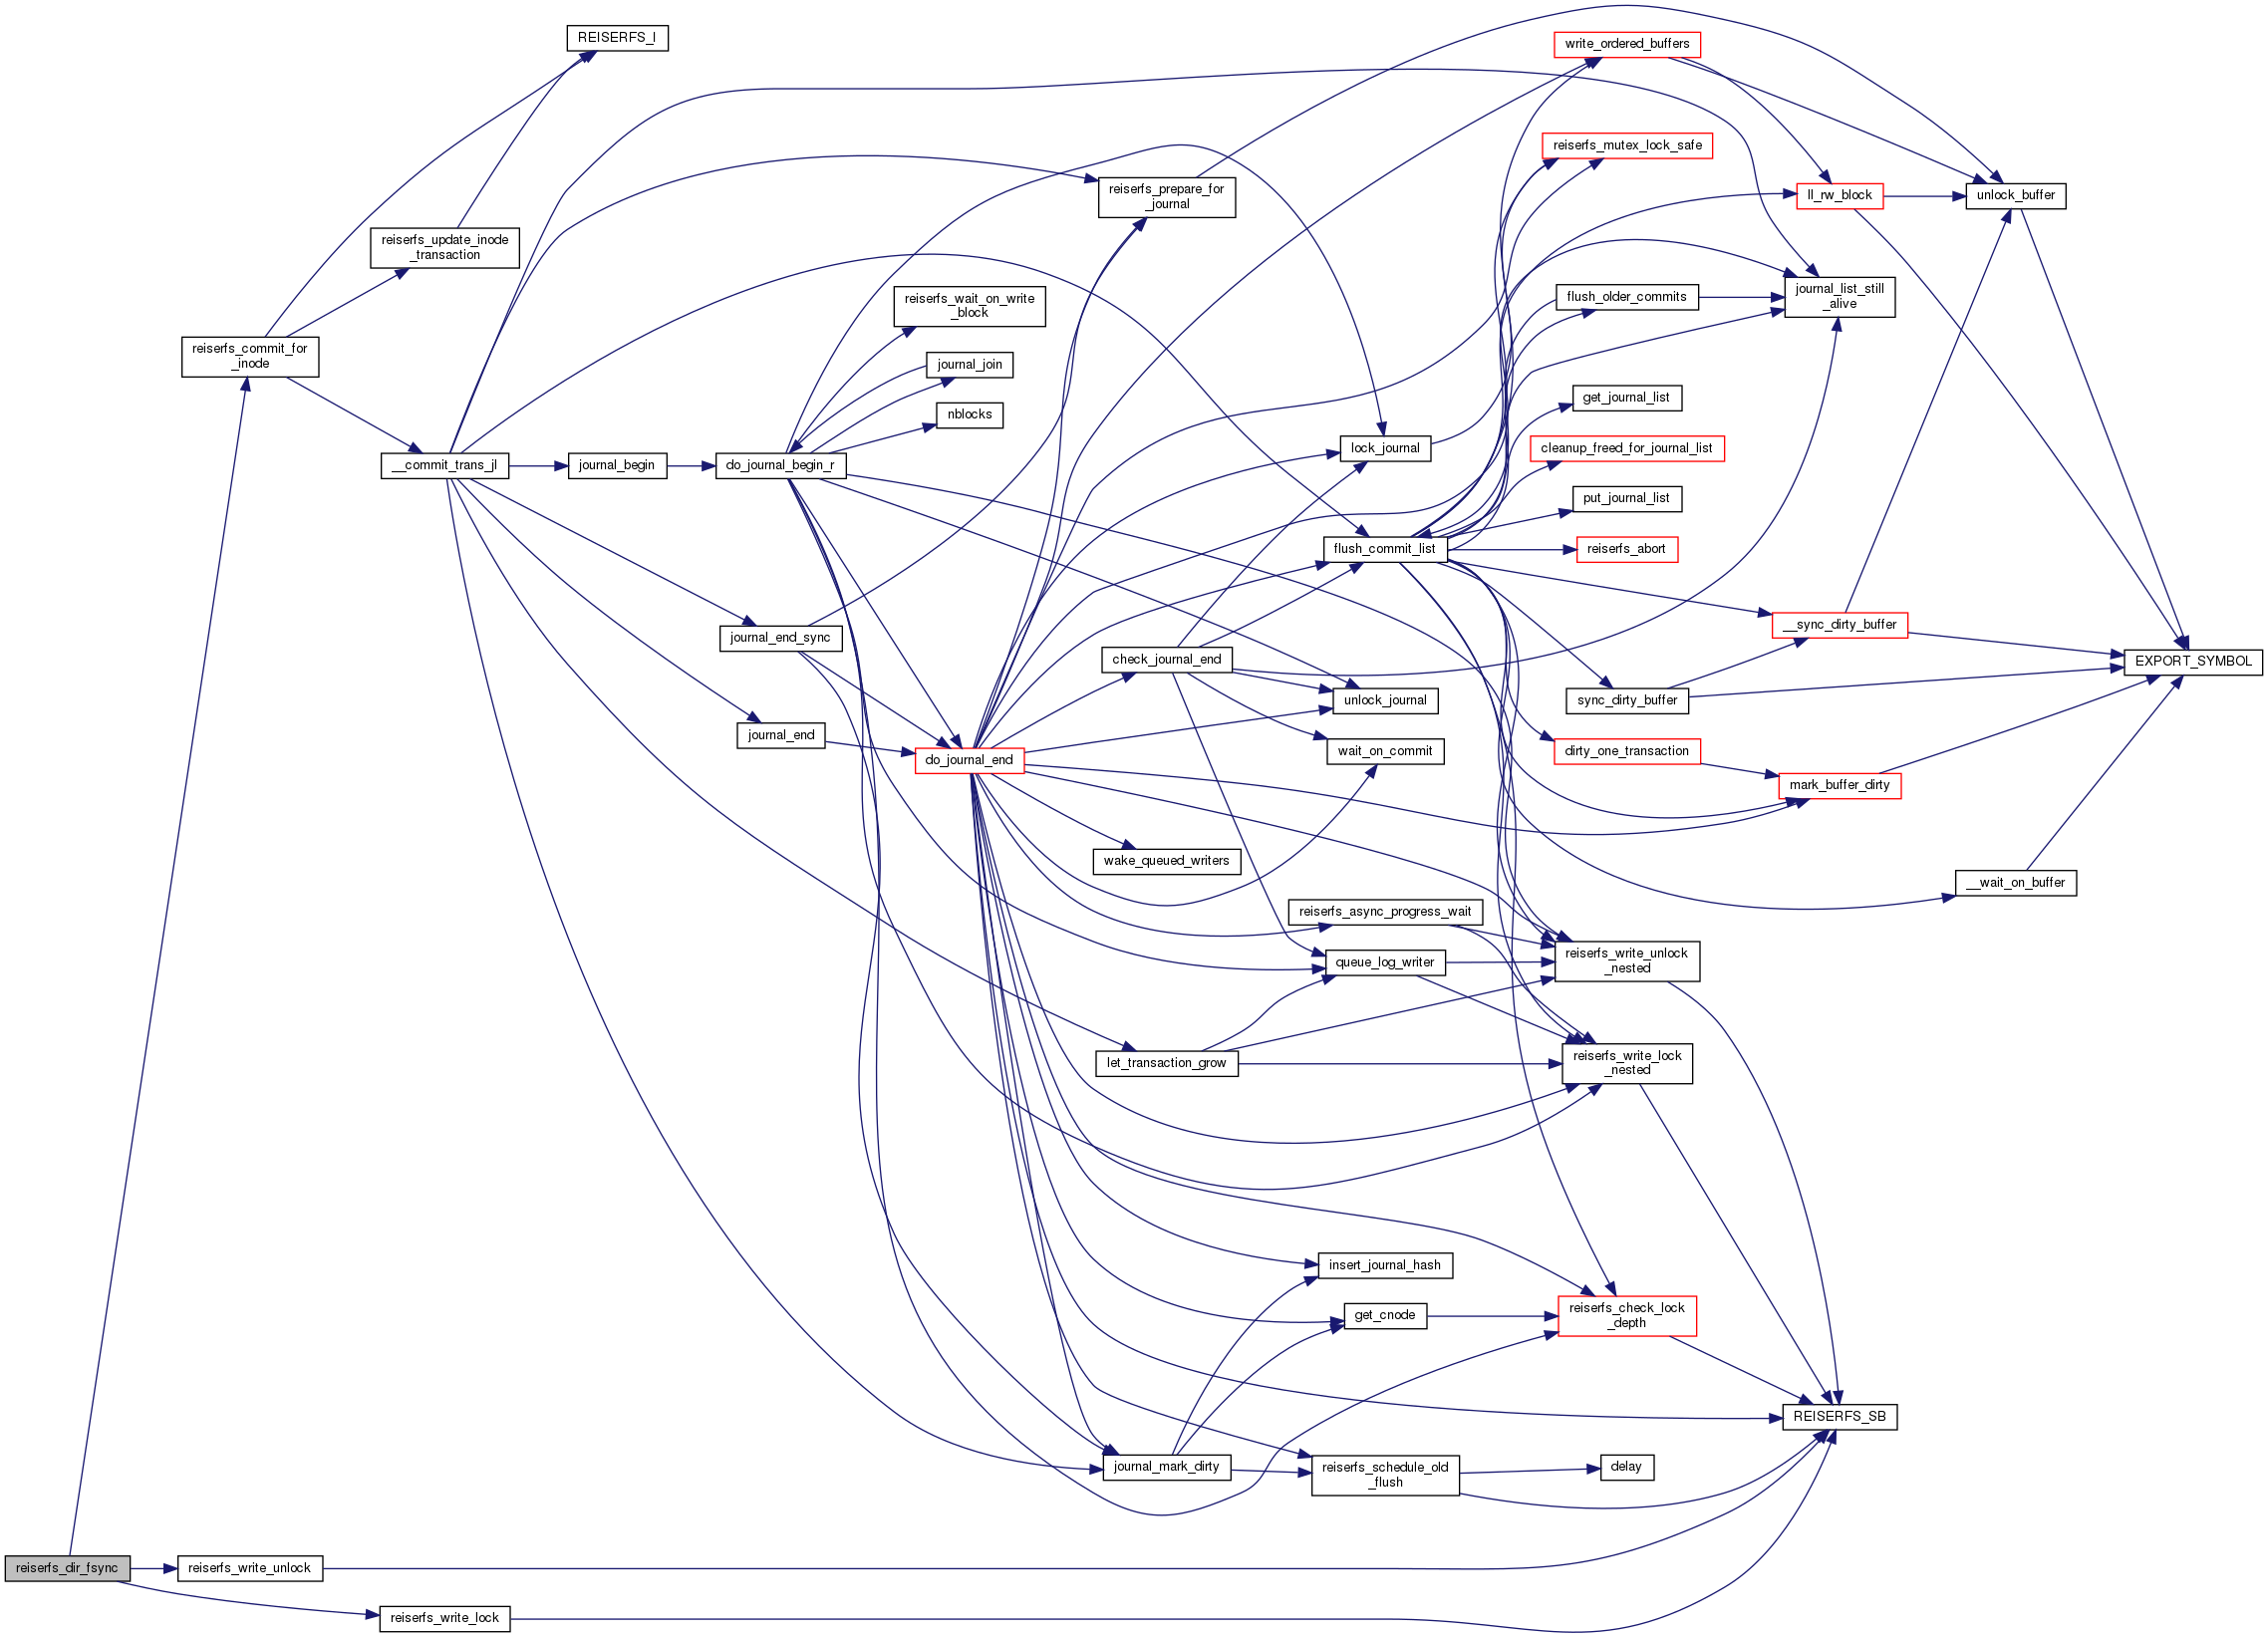 REISERFS_I
write_ordered_buffers
reiserfs_mutex_lock_safe
reiserfs_prepare_for
_journal
ll_rw_block
unlock_buffer
reiserfs_update_inode
_transaction
reiserfs_wait_on_write
_block
flush_older_commits
journal_list_still
_alive
reiserfs_commit_for
_inode
journal_join
get_journal_list
nblocks
lock_journal
cleanup_freed_for_journal_list
__commit_trans_jl
journal_begin
do_journal_begin_r
put_journal_list
flush_commit_list
reiserfs_abort
__sync_dirty_buffer
journal_end_sync
check_journal_end
EXPORT_SYMBOL
unlock_journal
sync_dirty_buffer
journal_end
wait_on_commit
dirty_one_transaction
do_journal_end
mark_buffer_dirty
wake_queued_writers
__wait_on_buffer
reiserfs_async_progress_wait
queue_log_writer
reiserfs_write_unlock
_nested
let_transaction_grow
reiserfs_write_lock
_nested
insert_journal_hash
get_cnode
reiserfs_check_lock
_depth
REISERFS_SB
journal_mark_dirty
reiserfs_schedule_old
_flush
delay
reiserfs_dir_fsync
reiserfs_write_unlock
reiserfs_write_lock